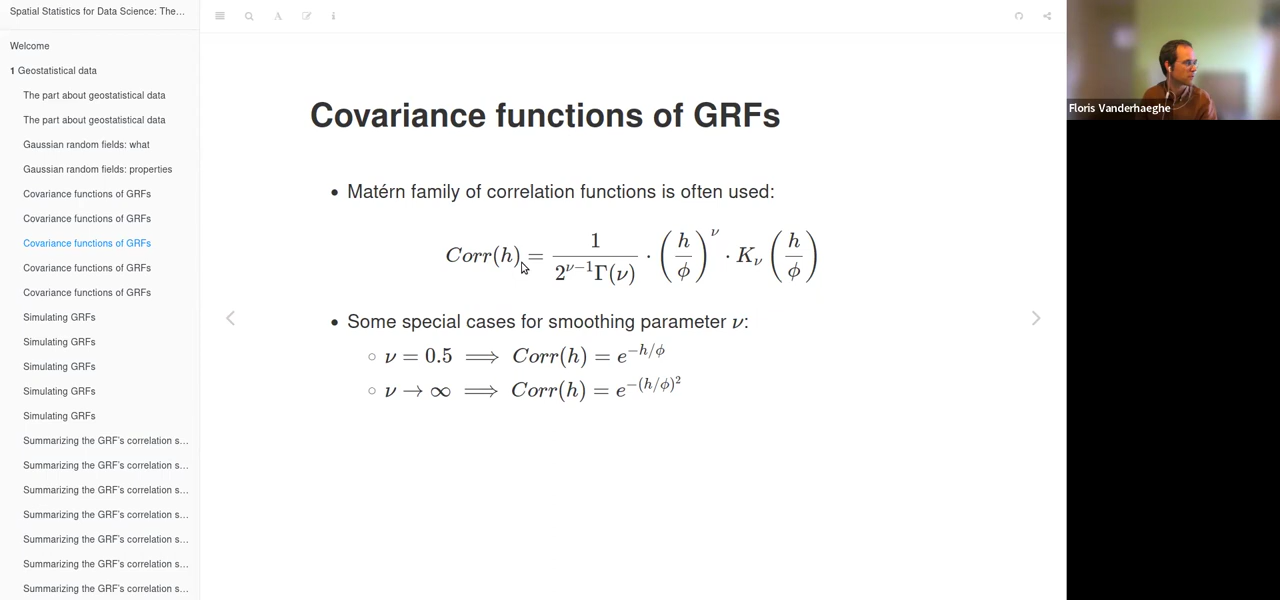 Spatial Statistics for Data Science: The...
Welcome
1 Geostatistical data
The part about geostatistical data
The part about geostatistical data
Gaussian random fields: what
Gaussian random fields: properties
Covariance functions of GRFs
Covariance functions of GRFs
Covariance functions of GRFs
Covariance functions of GRFs
Covariance functions of GRFs
Simulating GRFs
Simulating GRFs
Simulating GRFs
Simulating GRFs
Simulating GRFs
Summarizing the GRF's correlation s...
Summarizing the GRF's correlation s...
Summarizing the GRF's correlation s...
Summarizing the GRF's correlation s...
Summarizing the GRF's correlation s...
Summarizing the GRF's correlation s...
Summarizing the GRF's correlation s...
A i
Covariance functions of GRFs
• Matérn family of correlation functions is often used:
Corr(h) = 1 / (2^{ν−1}Γ(ν)) · (h/ϕ)^ν · K_ν (h/ϕ)
• Some special cases for smoothing parameter ν:
○ ν = 0.5 ⟹ Corr(h) = e^{−h/ϕ}
○ ν → ∞ ⟹ Corr(h) = e^{−(h/ϕ)^2}
Floris Vanderhaeghe